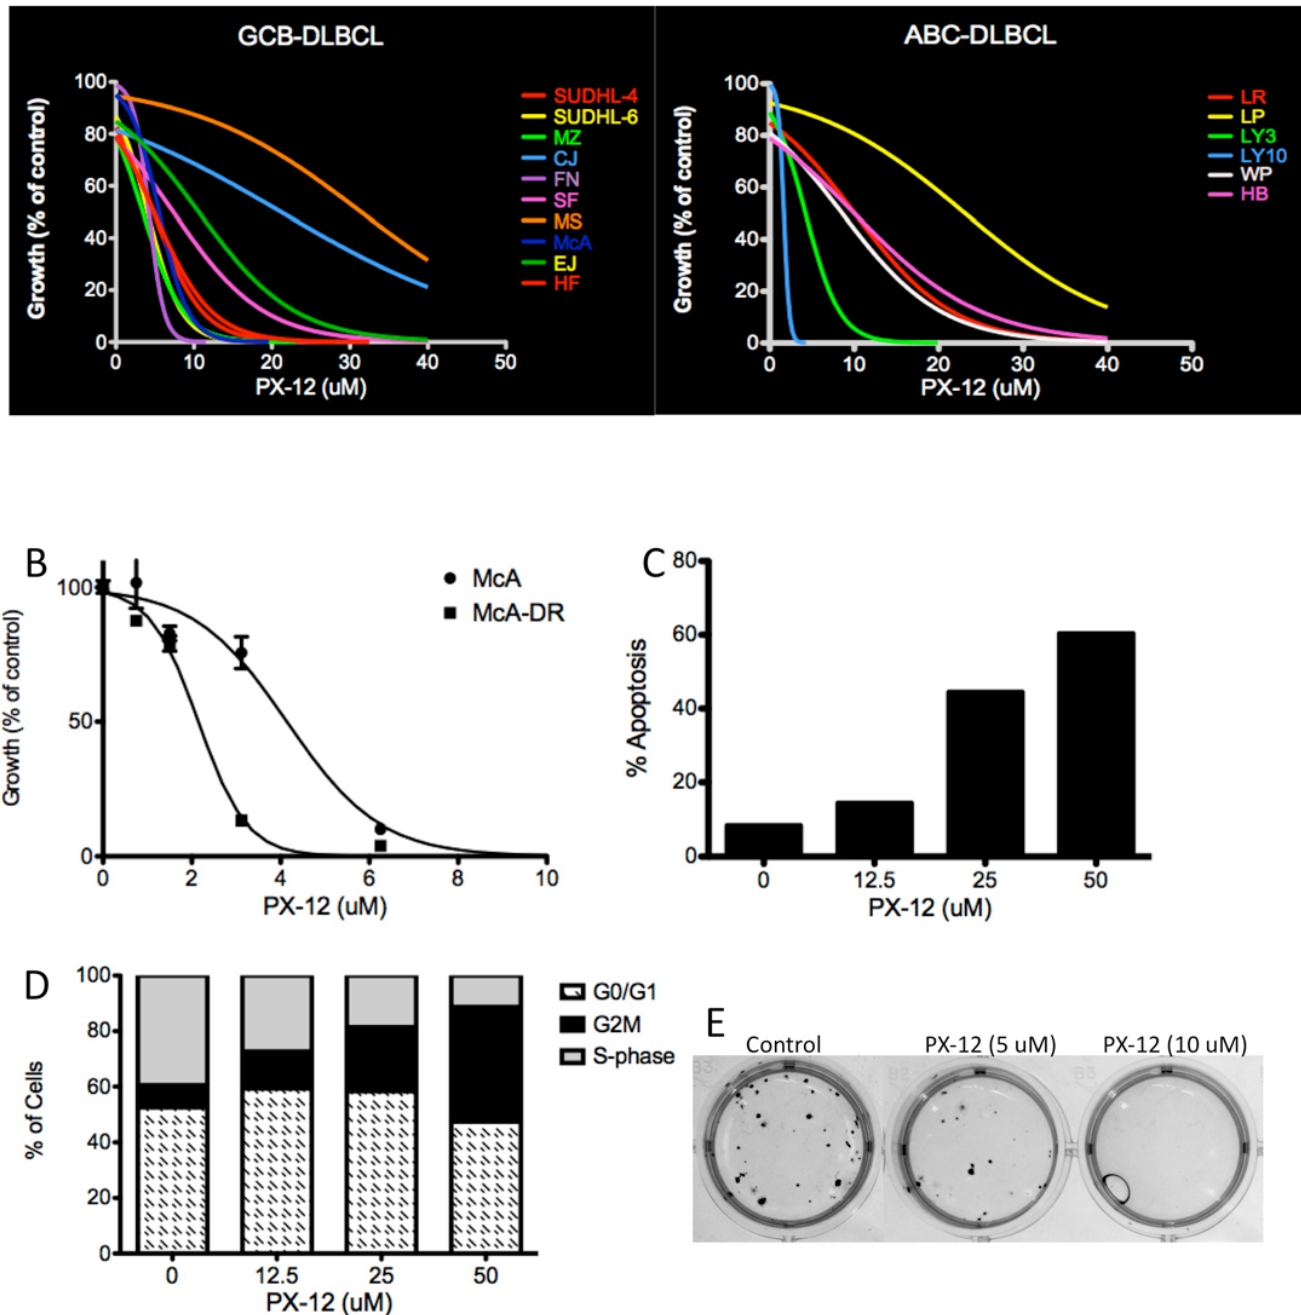 GCB-DLBCL
Growth (% of control)
100
80
60
40
20
0
0 10 20 30 40 50
PX-12 (uM)
SUDHL-4
SUDHL-6
MZ
CJ
FN
SF
MS
McA
EJ
HF
ABC-DLBCL
Growth (% of control)
100
80
60
40
20
0
0 10 20 30 40 50
PX-12 (uM)
LR
LP
LY3
LY10
WP
HB
B
Growth (% of control)
100
50
0
0 2 4 6 8 10
PX-12 (uM)
McA
McA-DR
C
% Apoptosis
80
60
40
20
0
0 12.5 25 50
PX-12 (uM)
D
% of Cells
100
80
60
40
20
0
0 12.5 25 50
PX-12 (uM)
G0/G1
G2M
S-phase
E
Control PX-12 (5 uM) PX-12 (10 uM)
B3 B2 B3